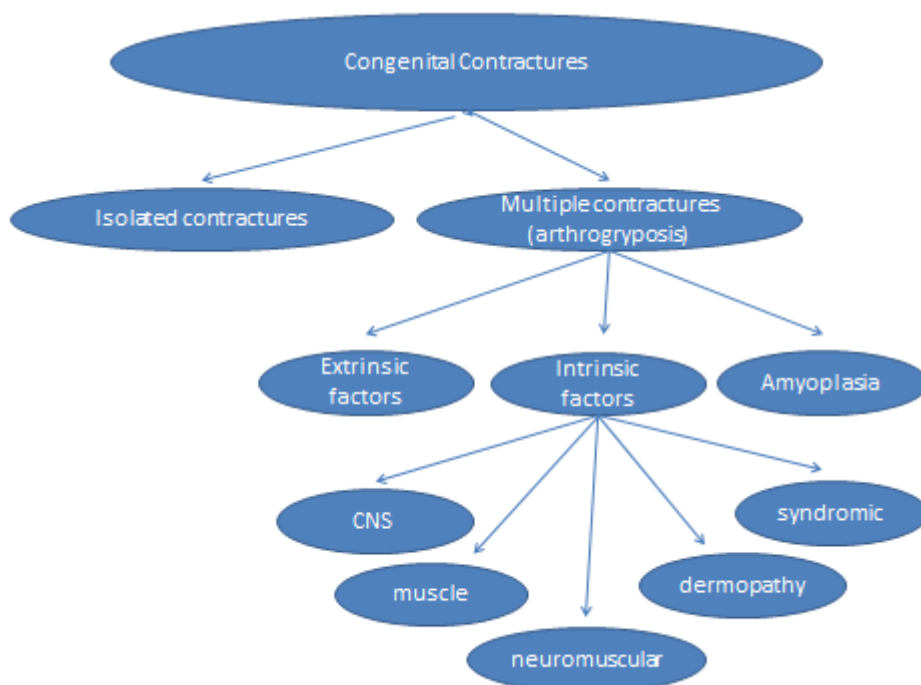 Congenital Contractures
Isolated contractures
Multiple contractures
(arthrogryposis)
Extrinsic
factors
Intrinsic
factors
Amyoplasia
CNS
syndromic
muscle
dermopathy
neuromuscular